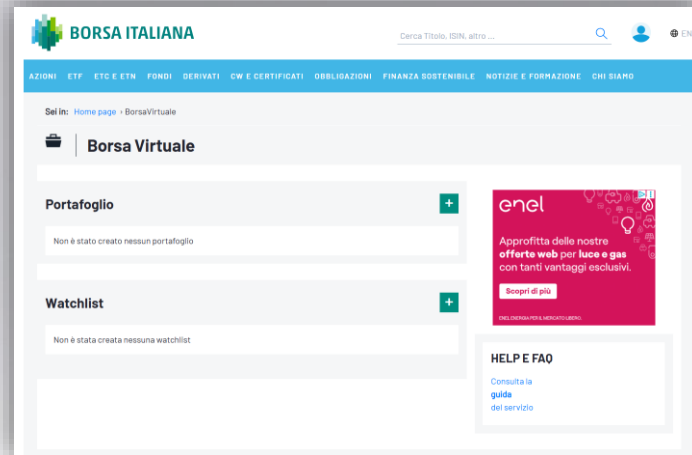 BORSA ITALIANA
Cerca Titolo, ISIN, altro ...
EN
AZIONI ETF ETC E ETN FONDI DERIVATI CW E CERTIFICATI OBBLIGAZIONI FINANZA SOSTENIBILE NOTIZIE E FORMAZIONE CHI SIAMO
Sei in: Home page › BorsaVirtuale
Borsa Virtuale
Portafoglio
+
Non è stato creato nessun portafoglio
Watchlist
+
Non è stata creata nessuna watchlist
enel
Approfitta delle nostre
offerte web per luce e gas
con tanti vantaggi esclusivi.
Scopri di più
ENEL ENERGIA PER IL MERCATO LIBERO.
HELP E FAQ
Consulta la
guida
del servizio